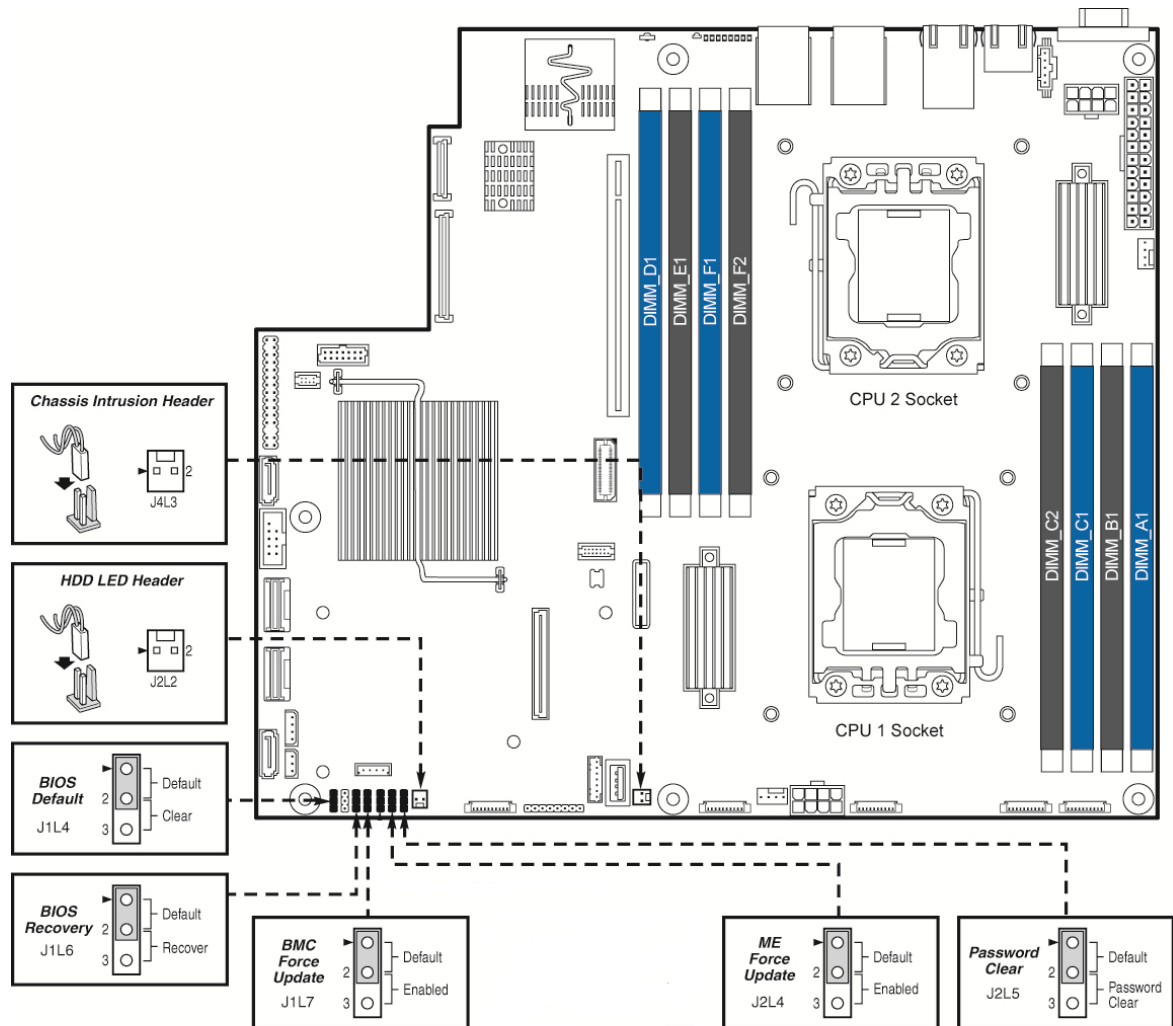 DIMM_D1
DIMM_E1
DIMM_F1
DIMM_F2
CPU 2 Socket
Chassis Intrusion Header
2
J4L3
DIMM_C2
DIMM_C1
DIMM_B1
DIMM_A1
HDD LED Header
2
J2L2
CPU 1 Socket
BIOS
Default
J1L4
2
3
Default
Clear
BIOS
Recovery
J1L6
2
3
Default
Recover
BMC
Force
Update
J1L7
2
3
Default
Enabled
ME
Force
Update
J2L4
2
3
Default
Enabled
Password
Clear
J2L5
2
3
Default
Password
Clear